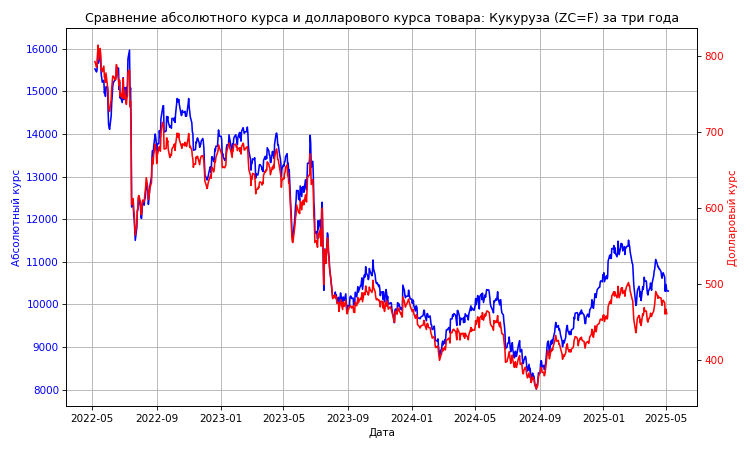 Сравнение абсолютного курса и долларового курса товара: Кукуруза (ZC=F) за три года
Абсолютный курс
16000
15000
14000
13000
12000
11000
10000
9000
8000
800
700
600
500
400
Долларовый курс
2022-05 2022-09 2023-01 2023-05 2023-09 2024-01 2024-05 2024-09 2025-01 2025-05
Дата